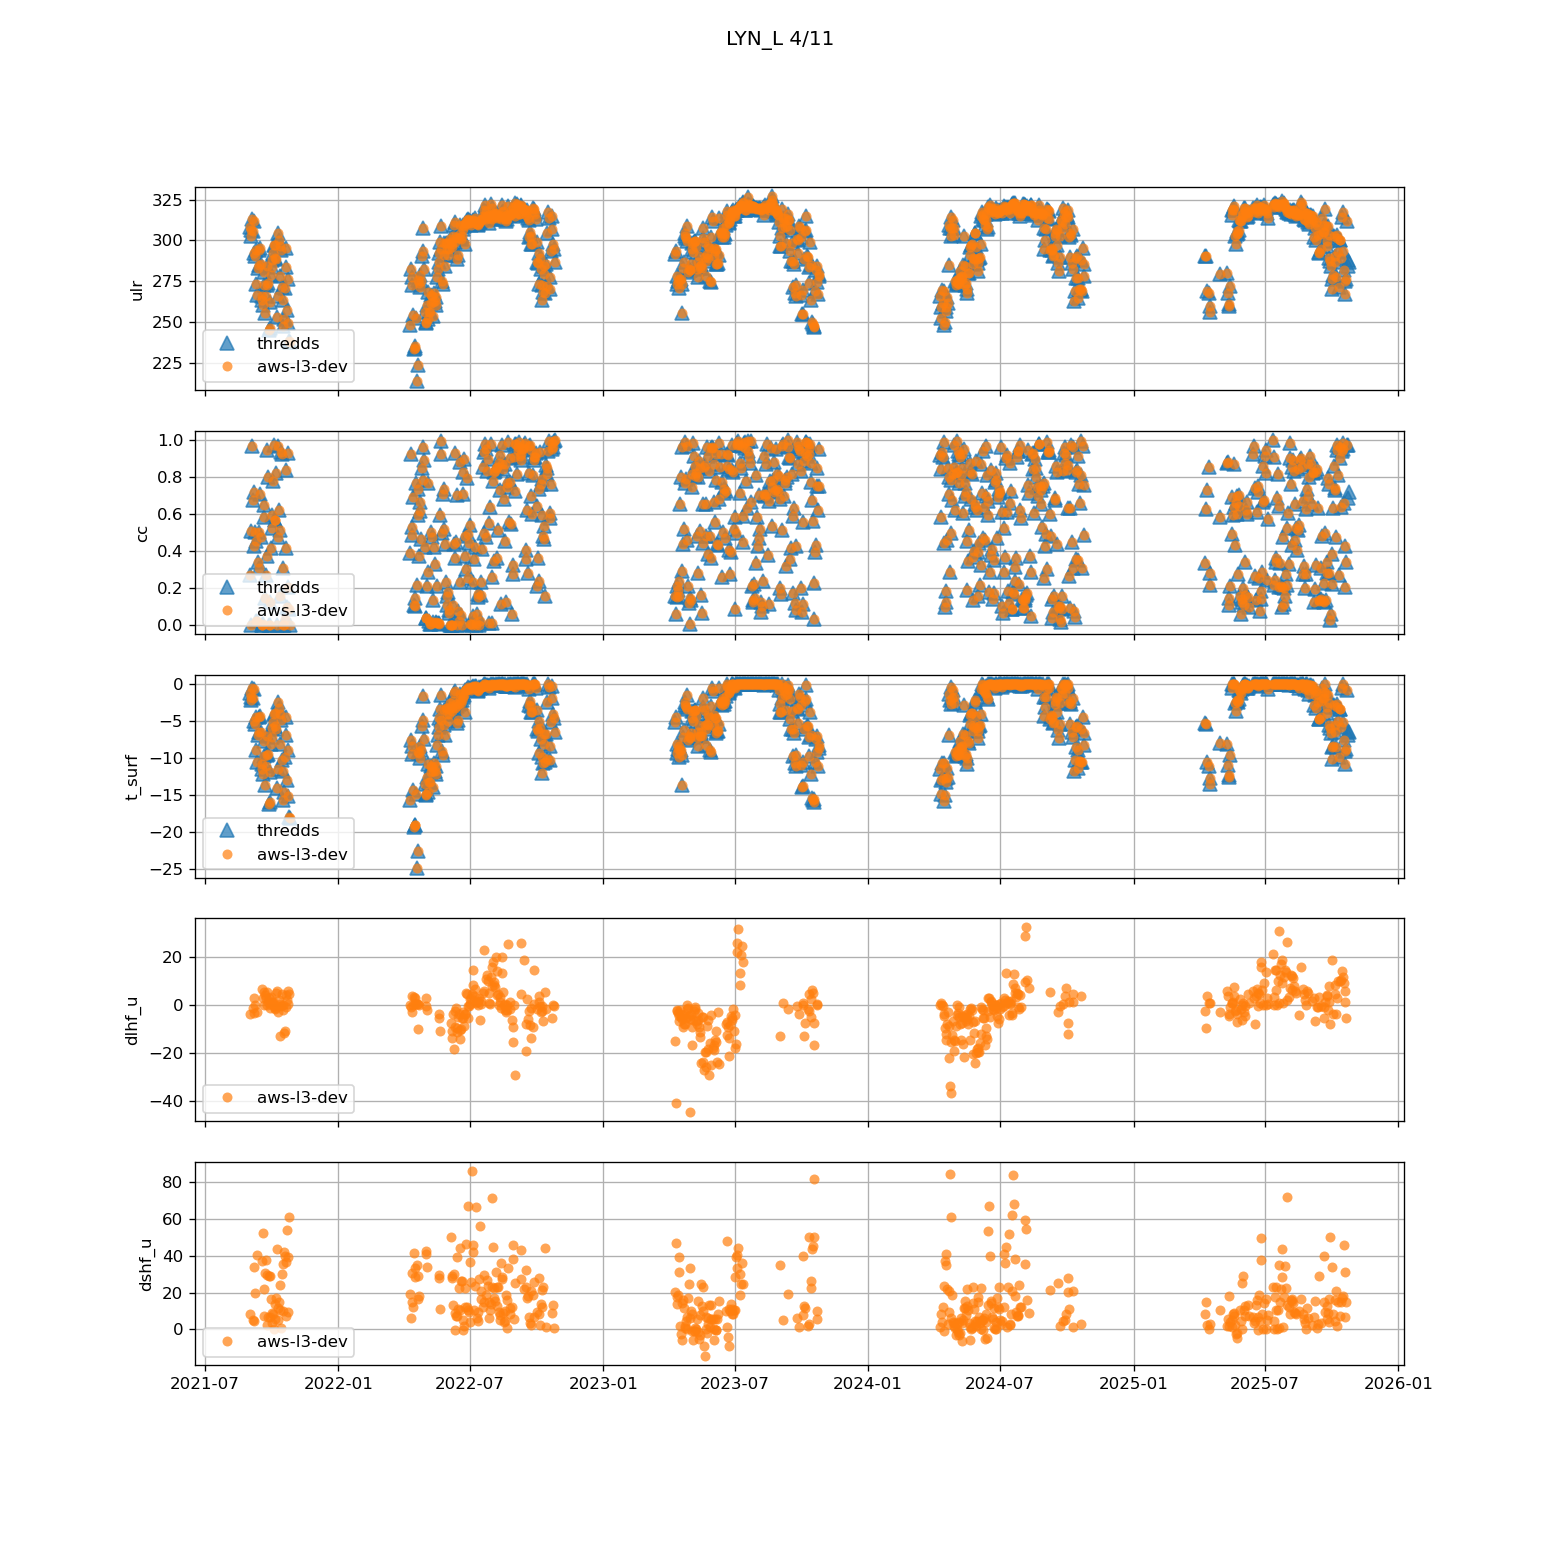 LYN_L 4/11
325
300
275
250
225
ulr
thredds
aws-l3-dev
1.0
0.8
0.6
0.4
0.2
0.0
cc
thredds
aws-l3-dev
0
−5
−10
−15
−20
−25
t_surf
thredds
aws-l3-dev
20
0
−20
−40
dlhf_u
aws-l3-dev
80
60
40
20
0
dshf_u
aws-l3-dev
2021-07 2022-01 2022-07 2023-01 2023-07 2024-01 2024-07 2025-01 2025-07 2026-01